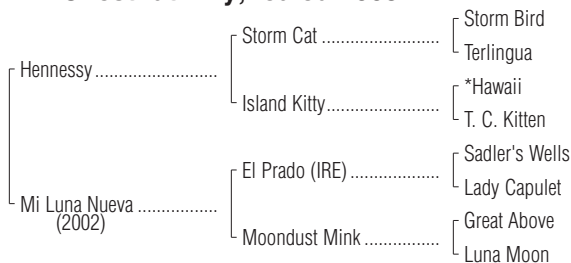 Storm Bird
Storm Cat ............................
Terlingua
Hennessy .............................
*Hawaii
Island Kitty ...........................
T. C. Kitten
Sadler's Wells
El Prado (IRE) .....................
Lady Capulet
Mi Luna Nueva ...................
(2002)
Great Above
Moondust Mink ..................
Luna Moon